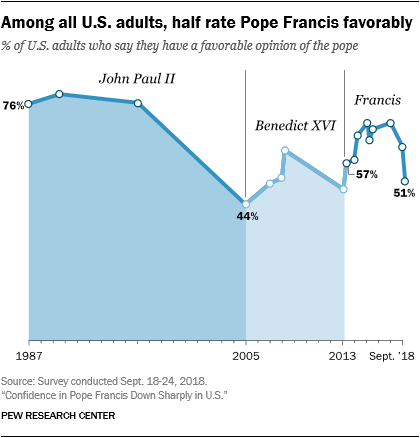 Among all U.S. adults, half rate Pope Francis favorably
% of U.S. adults who say they have a favorable opinion of the pope
John Paul II
Francis
Benedict XVI
76%
57%
51%
44%
1987
2005
2013
Sept. '18
Source: Survey conducted Sept. 18-24, 2018.
“Confidence in Pope Francis Down Sharply in U.S.”
PEW RESEARCH CENTER